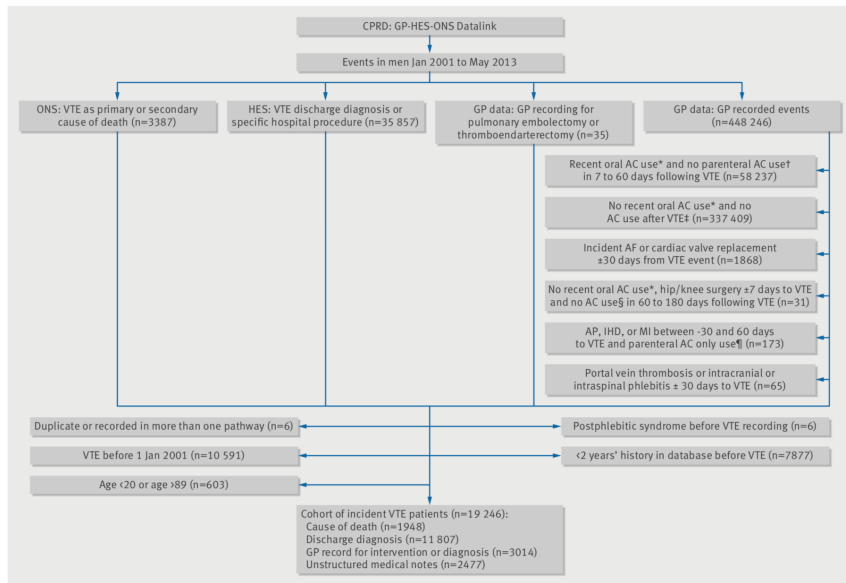 CPRD: GP-HES-ONS Datalink
Events in men Jan 2001 to May 2013
ONS: VTE as primary or secondary
cause of death (n=3387)
HES: VTE discharge diagnosis or
specific hospital procedure (n=35 857)
GP data: GP recording for
pulmonary embolectomy or
thromboendarterectomy (n=35)
GP data: GP recorded events
(n=448 246)
Recent oral AC use* and no parenteral AC use†
in 7 to 60 days following VTE (n=58 237)
No recent oral AC use* and no
AC use after VTE‡ (n=337 409)
Incident AF or cardiac valve replacement
±30 days from VTE event (n=1868)
No recent oral AC use*, hip/knee surgery ±7 days to VTE
and no AC use§ in 60 to 180 days following VTE (n=31)
AP, IHD, or MI between -30 and 60 days
to VTE and parenteral AC only use¶ (n=173)
Portal vein thrombosis or intracranial or
intraspinal phlebitis ± 30 days to VTE (n=65)
Duplicate or recorded in more than one pathway (n=6)
Postphlebitic syndrome before VTE recording (n=6)
VTE before 1 Jan 2001 (n=10 591)
<2 years' history in database before VTE (n=7877)
Age <20 or age >89 (n=603)
Cohort of incident VTE patients (n=19 246):
Cause of death (n=1948)
Discharge diagnosis (n=11 807)
GP record for intervention or diagnosis (n=3014)
Unstructured medical notes (n=2477)